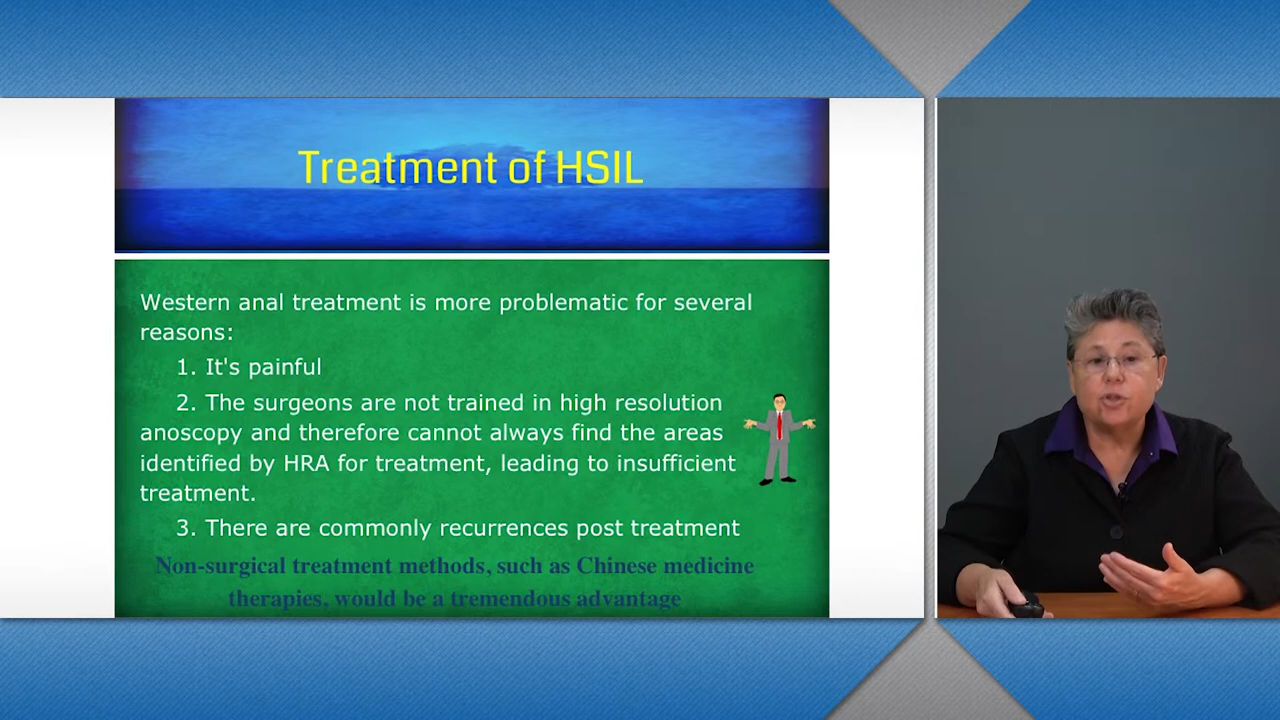 Treatment of HSIL
Western anal treatment is more problematic for several
reasons:
1. It's painful
2. The surgeons are not trained in high resolution
anoscopy and therefore cannot always find the areas
identified by HRA for treatment, leading to insufficient
treatment.
3. There are commonly recurrences post treatment
Non-surgical treatment methods, such as Chinese medicine
therapies, would be a tremendous advantage